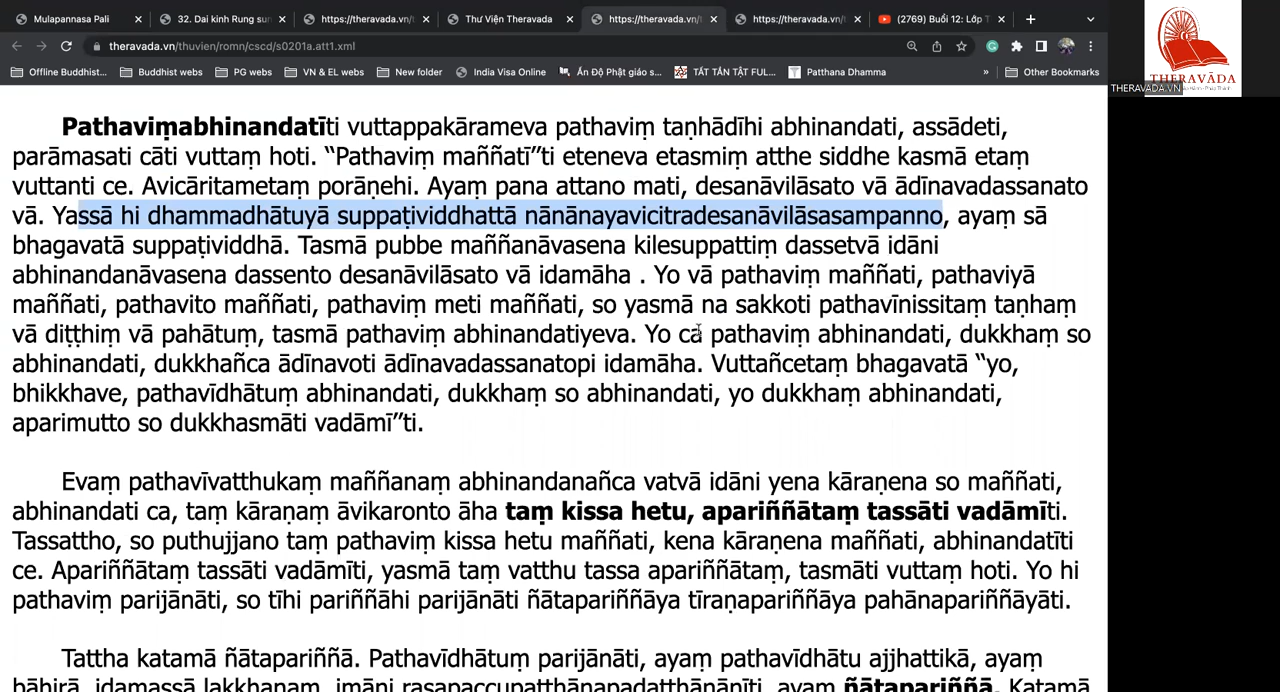 Mulapannasa Pali
32. Dai kinh Rung sun
https://theravada.vn/t
Thư Viện Theravada
https://theravada.vn/t
https://theravada.vn/t
(2769) Buổi 12: Lớp T
theravada.vn/thuvien/romn/cscd/s0201a.att1.xml
Offline Buddhist...
Buddhist webs
PG webs
VN & EL webs
New folder
India Visa Online
Ấn Độ Phật giáo s...
TẤT TẦN TẬT FUL...
Patthana Dhamma
»
Other Bookmarks
THERAVĀDA
THERAVADA.VN
Pathaviṃabhinandatīti vuttappakārameva pathaviṃ taṇhādīhi abhinandati, assādeti,
parāmasati cāti vuttaṃ hoti. “Pathaviṃ maññatī”ti eteneva etasmiṃ atthe siddhe kasmā etaṃ
vuttanti ce. Avicāritametaṃ porāṇehi. Ayaṃ pana attano mati, desanāvilāsato vā ādīnavadassanato
vā. Yassā hi dhammadhātuyā suppaṭividdhattā nānānayavicitradesanāvilāsasampanno, ayaṃ sā
bhagavatā suppaṭividdhā. Tasmā pubbe maññanāvasena kilesuppattiṃ dassetvā idāni
abhinandanāvasena dassento desanāvilāsato vā idamāha . Yo vā pathaviṃ maññati, pathaviyā
maññati, pathavito maññati, pathaviṃ meti maññati, so yasmā na sakkoti pathavīnissitaṃ taṇhaṃ
vā diṭṭhiṃ vā pahātuṃ, tasmā pathaviṃ abhinandatiyeva. Yo ca pathaviṃ abhinandati, dukkhaṃ so
abhinandati, dukkhañca ādīnavoti ādīnavadassanatopi idamāha. Vuttañcetaṃ bhagavatā “yo,
bhikkhave, pathavīdhātuṃ abhinandati, dukkhaṃ so abhinandati, yo dukkhaṃ abhinandati,
aparimutto so dukkhasmāti vadāmī”ti.
Evaṃ pathavīvatthukaṃ maññanaṃ abhinandanañca vatvā idāni yena kāraṇena so maññati,
abhinandati ca, taṃ kāraṇaṃ āvikaronto āha taṃ kissa hetu, apariññātaṃ tassāti vadāmīti.
Tassattho, so puthujjano taṃ pathaviṃ kissa hetu maññati, kena kāraṇena maññati, abhinandatīti
ce. Apariññātaṃ tassāti vadāmīti, yasmā taṃ vatthu tassa apariññātaṃ, tasmāti vuttaṃ hoti. Yo hi
pathaviṃ parijānāti, so tīhi pariññāhi parijānāti ñātapariññāya tīraṇapariññāya pahānapariññāyāti.
Tattha katamā ñātapariññā. Pathavīdhātuṃ parijānāti, ayaṃ pathavīdhātu ajjhattikā, ayaṃ
bāhirā, idamassā lakkhaṇaṃ, imāni rasapaccupaṭṭhānapadaṭṭhānānīti, ayaṃ ñātapariññā. Katamā